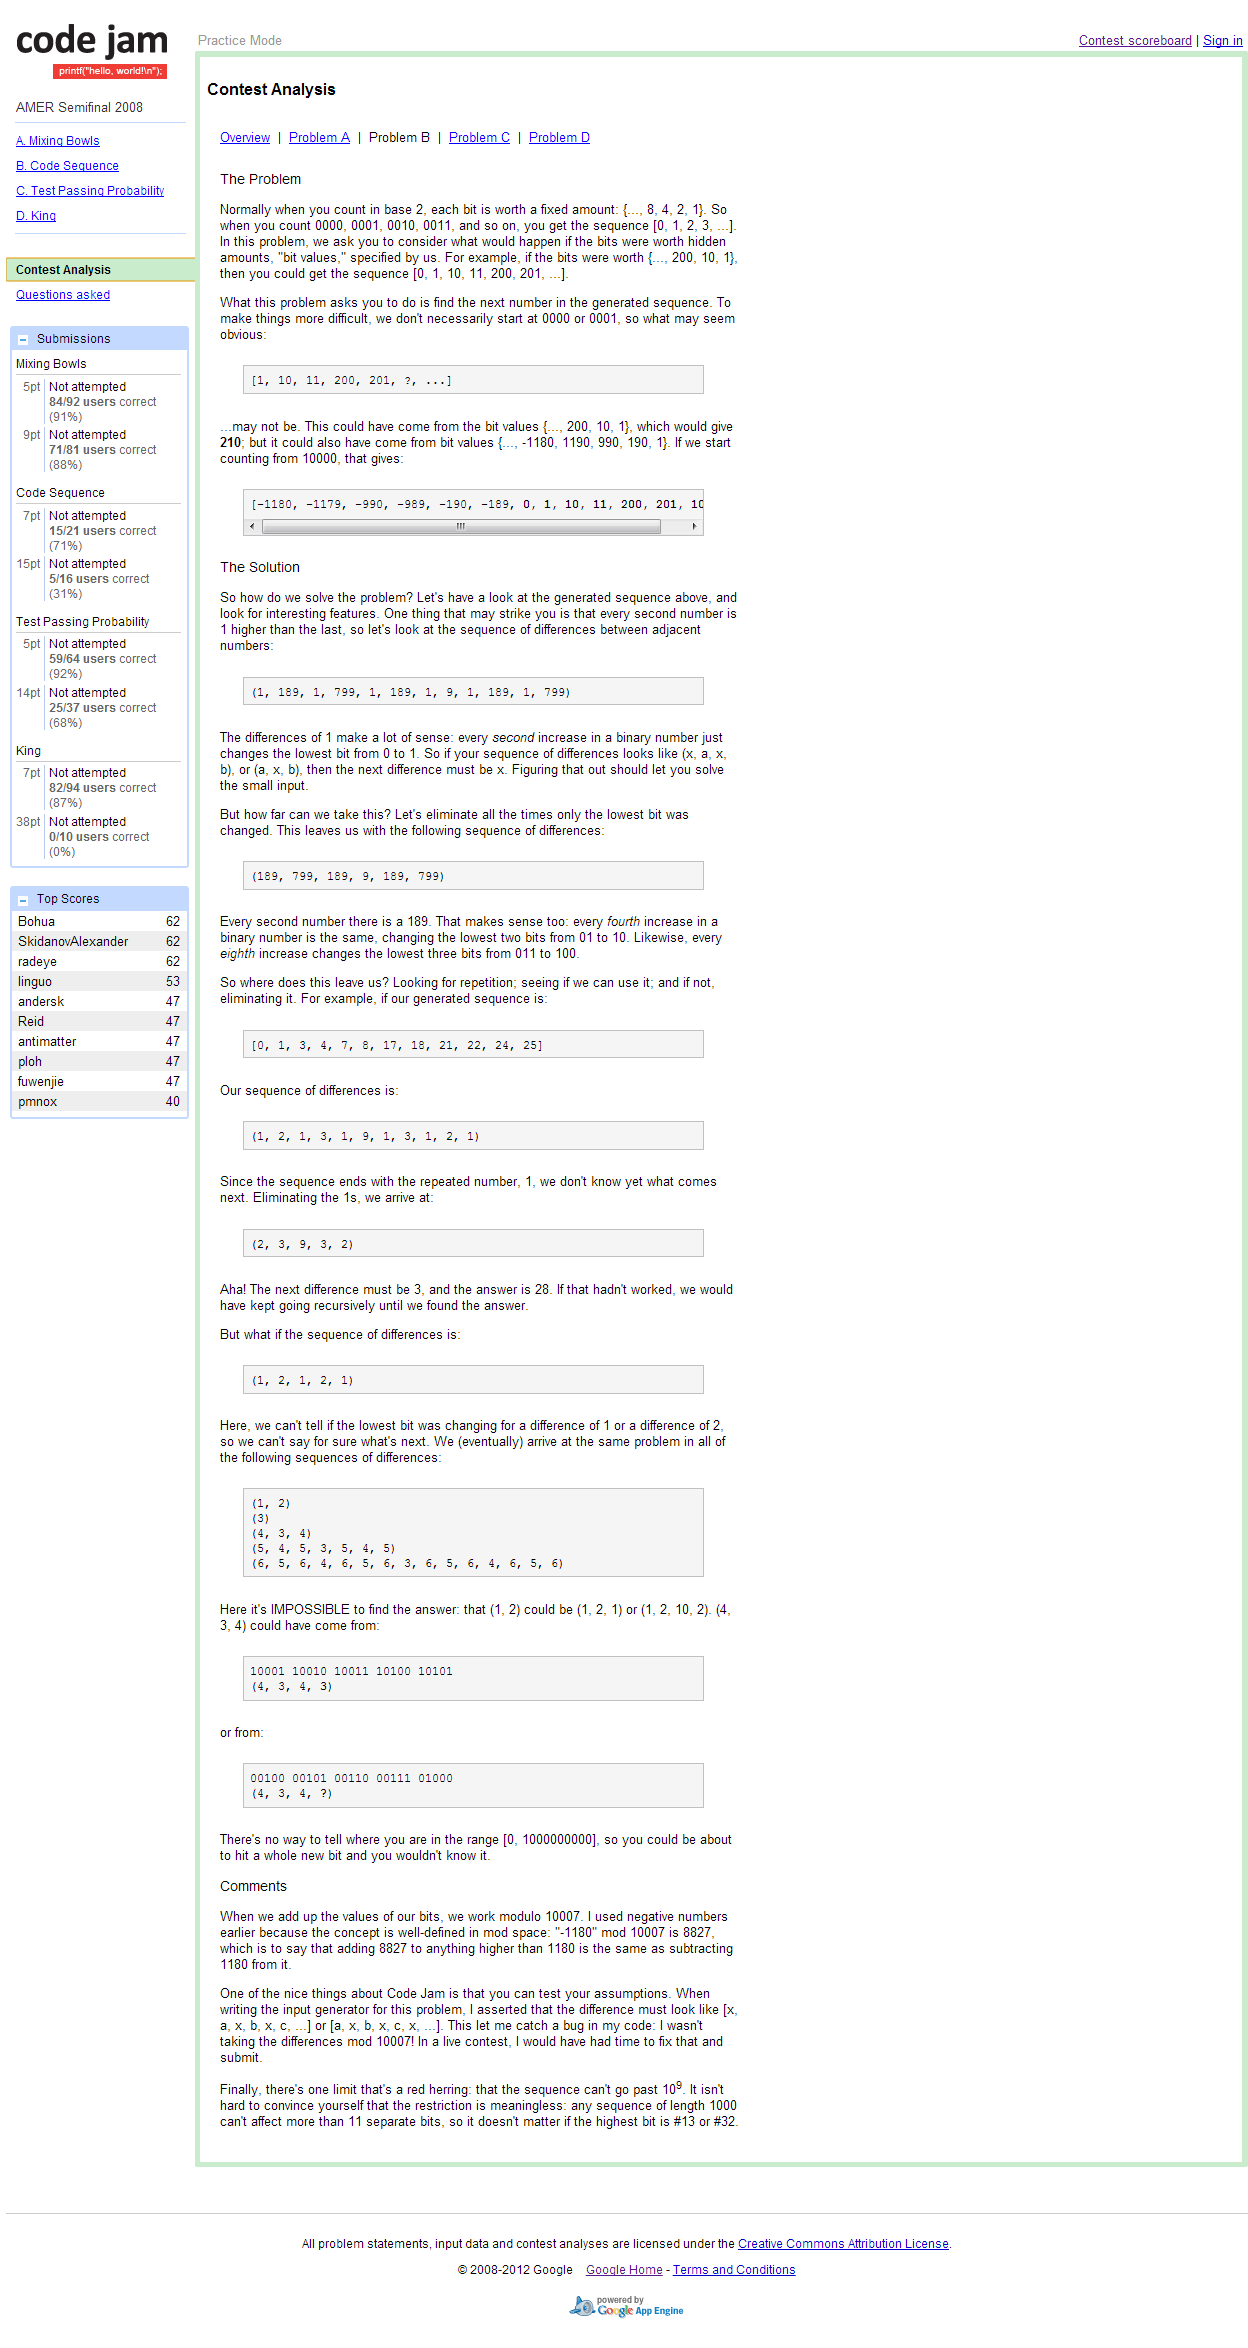 code jam
printf("hello, world!\n");
Practice Mode
Contest scoreboard | Sign in
AMER Semifinal 2008
A. Mixing Bowls
B. Code Sequence
C. Test Passing Probability
D. King
Contest Analysis
Questions asked
Submissions
Mixing Bowls
5pt Not attempted
84/92 users correct
(91%)
9pt Not attempted
71/81 users correct
(88%)
Code Sequence
7pt Not attempted
15/21 users correct
(71%)
15pt Not attempted
5/16 users correct
(31%)
Test Passing Probability
5pt Not attempted
59/64 users correct
(92%)
14pt Not attempted
25/37 users correct
(68%)
King
7pt Not attempted
82/94 users correct
(87%)
38pt Not attempted
0/10 users correct
(0%)
Top Scores
Bohua 62
SkidanovAlexander 62
radeye 62
linguo 53
andersk 47
Reid 47
antimatter 47
ploh 47
fuwenjie 47
pmnox 40
Contest Analysis
Overview | Problem A | Problem B | Problem C | Problem D
The Problem
Normally when you count in base 2, each bit is worth a fixed amount: {..., 8, 4, 2, 1}. So
when you count 0000, 0001, 0010, 0011, and so on, you get the sequence [0, 1, 2, 3, ...].
In this problem, we ask you to consider what would happen if the bits were worth hidden
amounts, "bit values," specified by us. For example, if the bits were worth {..., 200, 10, 1},
then you could get the sequence [0, 1, 10, 11, 200, 201, ...].
What this problem asks you to do is find the next number in the generated sequence. To
make things more difficult, we don't necessarily start at 0000 or 0001, so what may seem
obvious:
[1, 10, 11, 200, 201, ?, ...]
...may not be. This could have come from the bit values {..., 200, 10, 1}, which would give
210; but it could also have come from bit values {..., -1180, 1190, 990, 190, 1}. If we start
counting from 10000, that gives:
[-1180, -1179, -990, -989, -190, -189, 0, 1, 10, 11, 200, 201, 10
The Solution
So how do we solve the problem? Let's have a look at the generated sequence above, and
look for interesting features. One thing that may strike you is that every second number is
1 higher than the last, so let's look at the sequence of differences between adjacent
numbers:
(1, 189, 1, 799, 1, 189, 1, 9, 1, 189, 1, 799)
The differences of 1 make a lot of sense: every second increase in a binary number just
changes the lowest bit from 0 to 1. So if your sequence of differences looks like (x, a, x,
b), or (a, x, b), then the next difference must be x. Figuring that out should let you solve
the small input.
But how far can we take this? Let's eliminate all the times only the lowest bit was
changed. This leaves us with the following sequence of differences:
(189, 799, 189, 9, 189, 799)
Every second number there is a 189. That makes sense too: every fourth increase in a
binary number is the same, changing the lowest two bits from 01 to 10. Likewise, every
eighth increase changes the lowest three bits from 011 to 100.
So where does this leave us? Looking for repetition; seeing if we can use it; and if not,
eliminating it. For example, if our generated sequence is:
[0, 1, 3, 4, 7, 8, 17, 18, 21, 22, 24, 25]
Our sequence of differences is:
(1, 2, 1, 3, 1, 9, 1, 3, 1, 2, 1)
Since the sequence ends with the repeated number, 1, we don't know yet what comes
next. Eliminating the 1s, we arrive at:
(2, 3, 9, 3, 2)
Aha! The next difference must be 3, and the answer is 28. If that hadn't worked, we would
have kept going recursively until we found the answer.
But what if the sequence of differences is:
(1, 2, 1, 2, 1)
Here, we can't tell if the lowest bit was changing for a difference of 1 or a difference of 2,
so we can't say for sure what's next. We (eventually) arrive at the same problem in all of
the following sequences of differences:
(1, 2)
(3)
(4, 3, 4)
(5, 4, 5, 3, 5, 4, 5)
(6, 5, 6, 4, 6, 5, 6, 3, 6, 5, 6, 4, 6, 5, 6)
Here it's IMPOSSIBLE to find the answer: that (1, 2) could be (1, 2, 1) or (1, 2, 10, 2). (4,
3, 4) could have come from:
10001 10010 10011 10100 10101
(4, 3, 4, 3)
or from:
00100 00101 00110 00111 01000
(4, 3, 4, ?)
There's no way to tell where you are in the range [0, 1000000000], so you could be about
to hit a whole new bit and you wouldn't know it.
Comments
When we add up the values of our bits, we work modulo 10007. I used negative numbers
earlier because the concept is well-defined in mod space: "-1180" mod 10007 is 8827,
which is to say that adding 8827 to anything higher than 1180 is the same as subtracting
1180 from it.
One of the nice things about Code Jam is that you can test your assumptions. When
writing the input generator for this problem, I asserted that the difference must look like [x,
a, x, b, x, c, ...] or [a, x, b, x, c, x, ...]. This let me catch a bug in my code: I wasn't
taking the differences mod 10007! In a live contest, I would have had time to fix that and
submit.
Finally, there's one limit that's a red herring: that the sequence can't go past 10⁹. It isn't
hard to convince yourself that the restriction is meaningless: any sequence of length 1000
can't affect more than 11 separate bits, so it doesn't matter if the highest bit is #13 or #32.
All problem statements, input data and contest analyses are licensed under the Creative Commons Attribution License.
© 2008-2012 Google Google Home - Terms and Conditions
powered by
Google App Engine